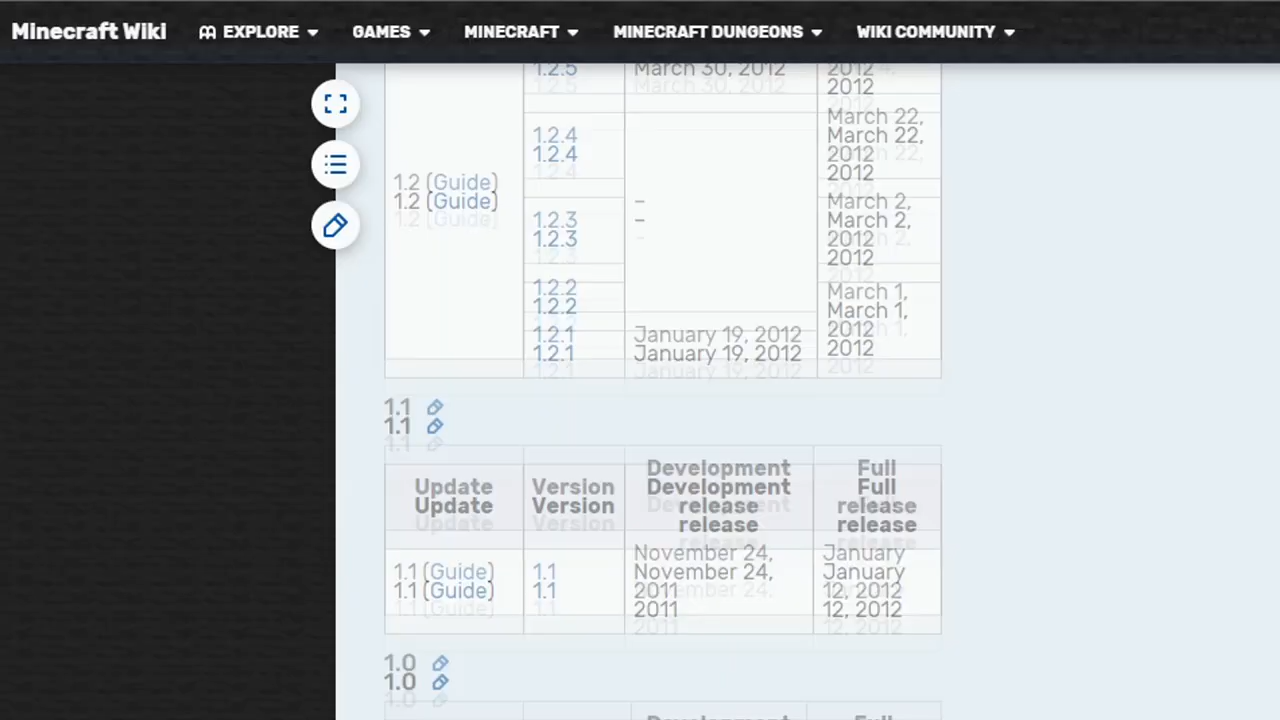 Minecraft Wiki EXPLORE GAMES MINECRAFT MINECRAFT DUNGEONS WIKI COMMUNITY
1.2.5 March 30, 2012 2012
1.2 (Guide)
1.2.4 March 22, 2012
1.2.3 – March 2, 2012
1.2.2 March 1, 2012
1.2.1 January 19, 2012
1.1
Update Version Development release Full release
1.1 (Guide) 1.1 November 24, 2011 January 12, 2012
1.0
Development Full